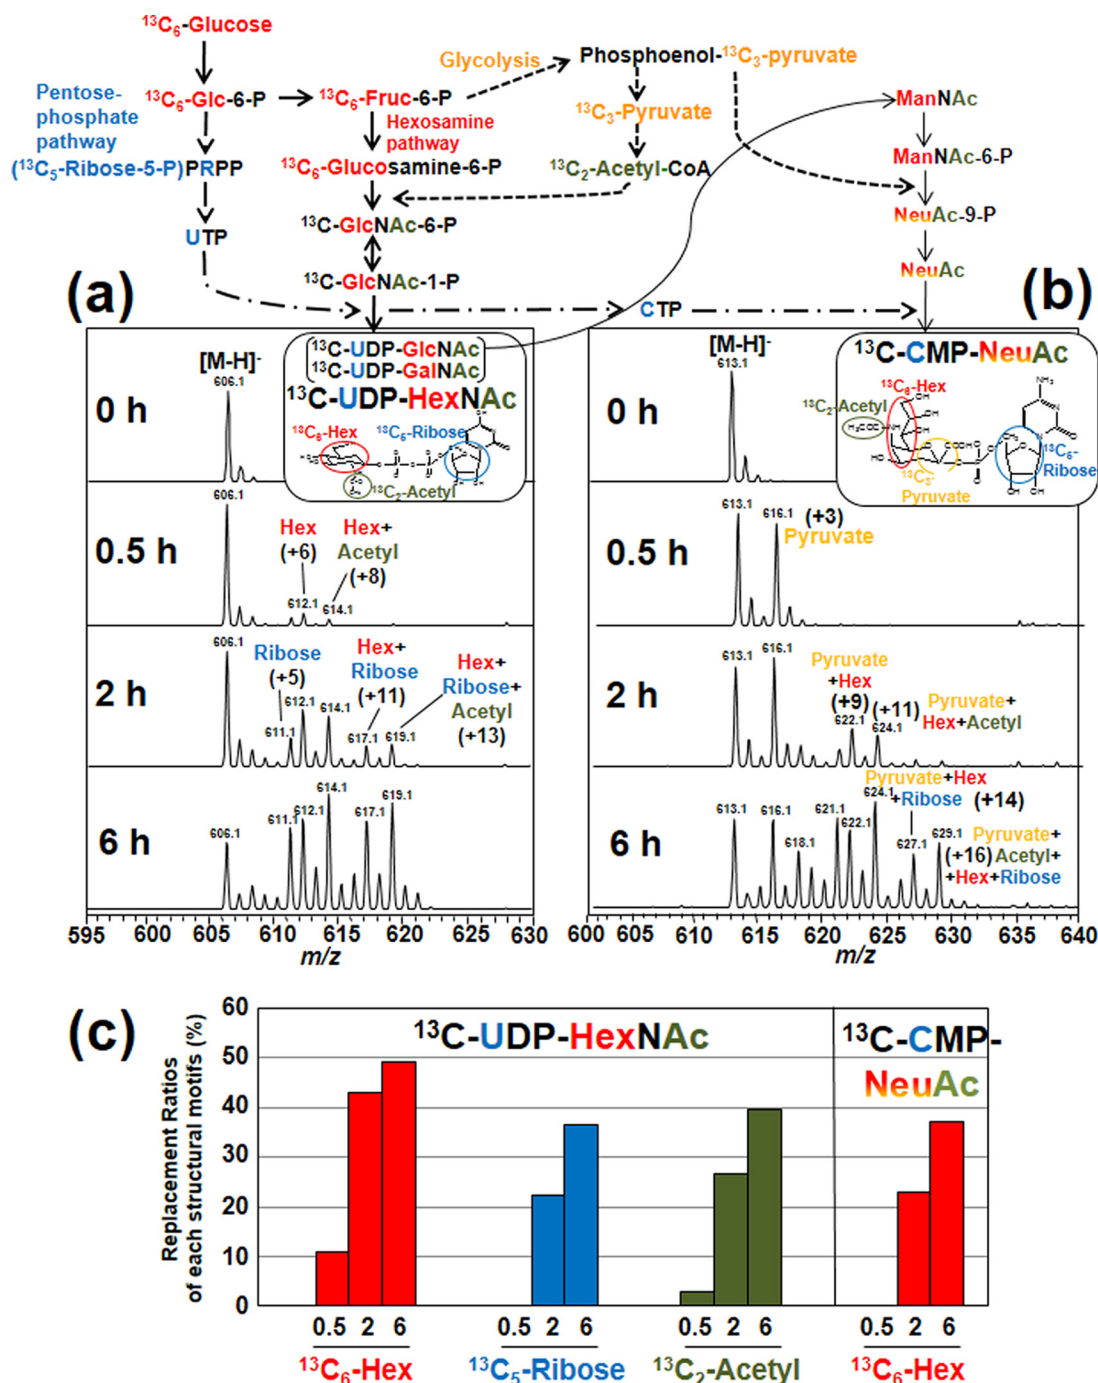 ¹³C₆-Glucose
Glycolysis
Phosphoenol-¹³C₃-pyruvate
Pentose-
phosphate
pathway
¹³C₆-Glc-6-P
¹³C₆-Fruc-6-P
Hexosamine
pathway
¹³C₃-Pyruvate
ManNAc
(¹³C₅-Ribose-5-P)PRPP
¹³C₆-Glucosamine-6-P
¹³C₂-Acetyl-CoA
ManNAc-6-P
UTP
¹³C-GlcNAc-6-P
NeuAc-9-P
¹³C-GlcNAc-1-P
NeuAc
CTP
(a)
[M-H]⁻
606.1
0 h
¹³C-UDP-GlcNAc
¹³C-UDP-GalNAc
¹³C-UDP-HexNAc
¹³C₆-Hex
¹³C₅-Ribose
¹³C₂-Acetyl
606.1
0.5 h
Hex
(+6)
612.1
Hex+
Acetyl
(+8)
614.1
606.1
2 h
Ribose
(+5)
611.1
612.1
614.1
Hex+
Ribose
(+11)
617.1
Hex+
Ribose+
Acetyl
(+13)
619.1
6 h
606.1
611.1
612.1
614.1
617.1
619.1
595 600 605 610 615 620 625 630
m/z
(b)
[M-H]⁻
613.1
0 h
¹³C-CMP-NeuAc
¹³C₆-Hex
¹³C₂-Acetyl
NH₂
H₃COC
HN
COOH
OH
¹³C₅-
Ribose
¹³C₃-
Pyruvate
0.5 h
613.1
616.1
(+3)
Pyruvate
2 h
613.1
616.1
Pyruvate
+Hex
(+9)
622.1
(+11)
624.1
Pyruvate+
Hex+Acetyl
6 h
613.1
616.1
618.1
621.1
622.1
624.1
Pyruvate+Hex
+Ribose (+14)
627.1
629.1
Pyruvate+
(+16) Acetyl+
+Hex+Ribose
600 605 610 615 620 625 630 635 640
m/z
(c)
Replacement Ratios
of each structural motifs (%)
60
50
40
30
20
10
0
¹³C-UDP-HexNAc
¹³C-CMP-
NeuAc
0.5 2 6
0.5 2 6
0.5 2 6
0.5 2 6
¹³C₆-Hex
¹³C₅-Ribose
¹³C₂-Acetyl
¹³C₆-Hex